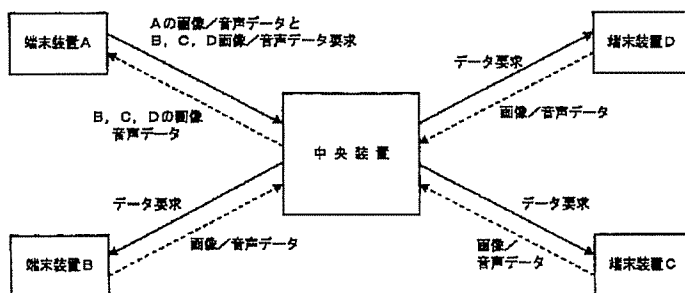 Aの画像／音声データと
B，C，D画像／音声データ要求
端末装置A
端末装置D
データ要求
B，C，Dの画像
音声データ
画像／音声データ
中央装置
データ要求
データ要求
画像／音声データ
画像／
音声データ
端末装置B
端末装置C